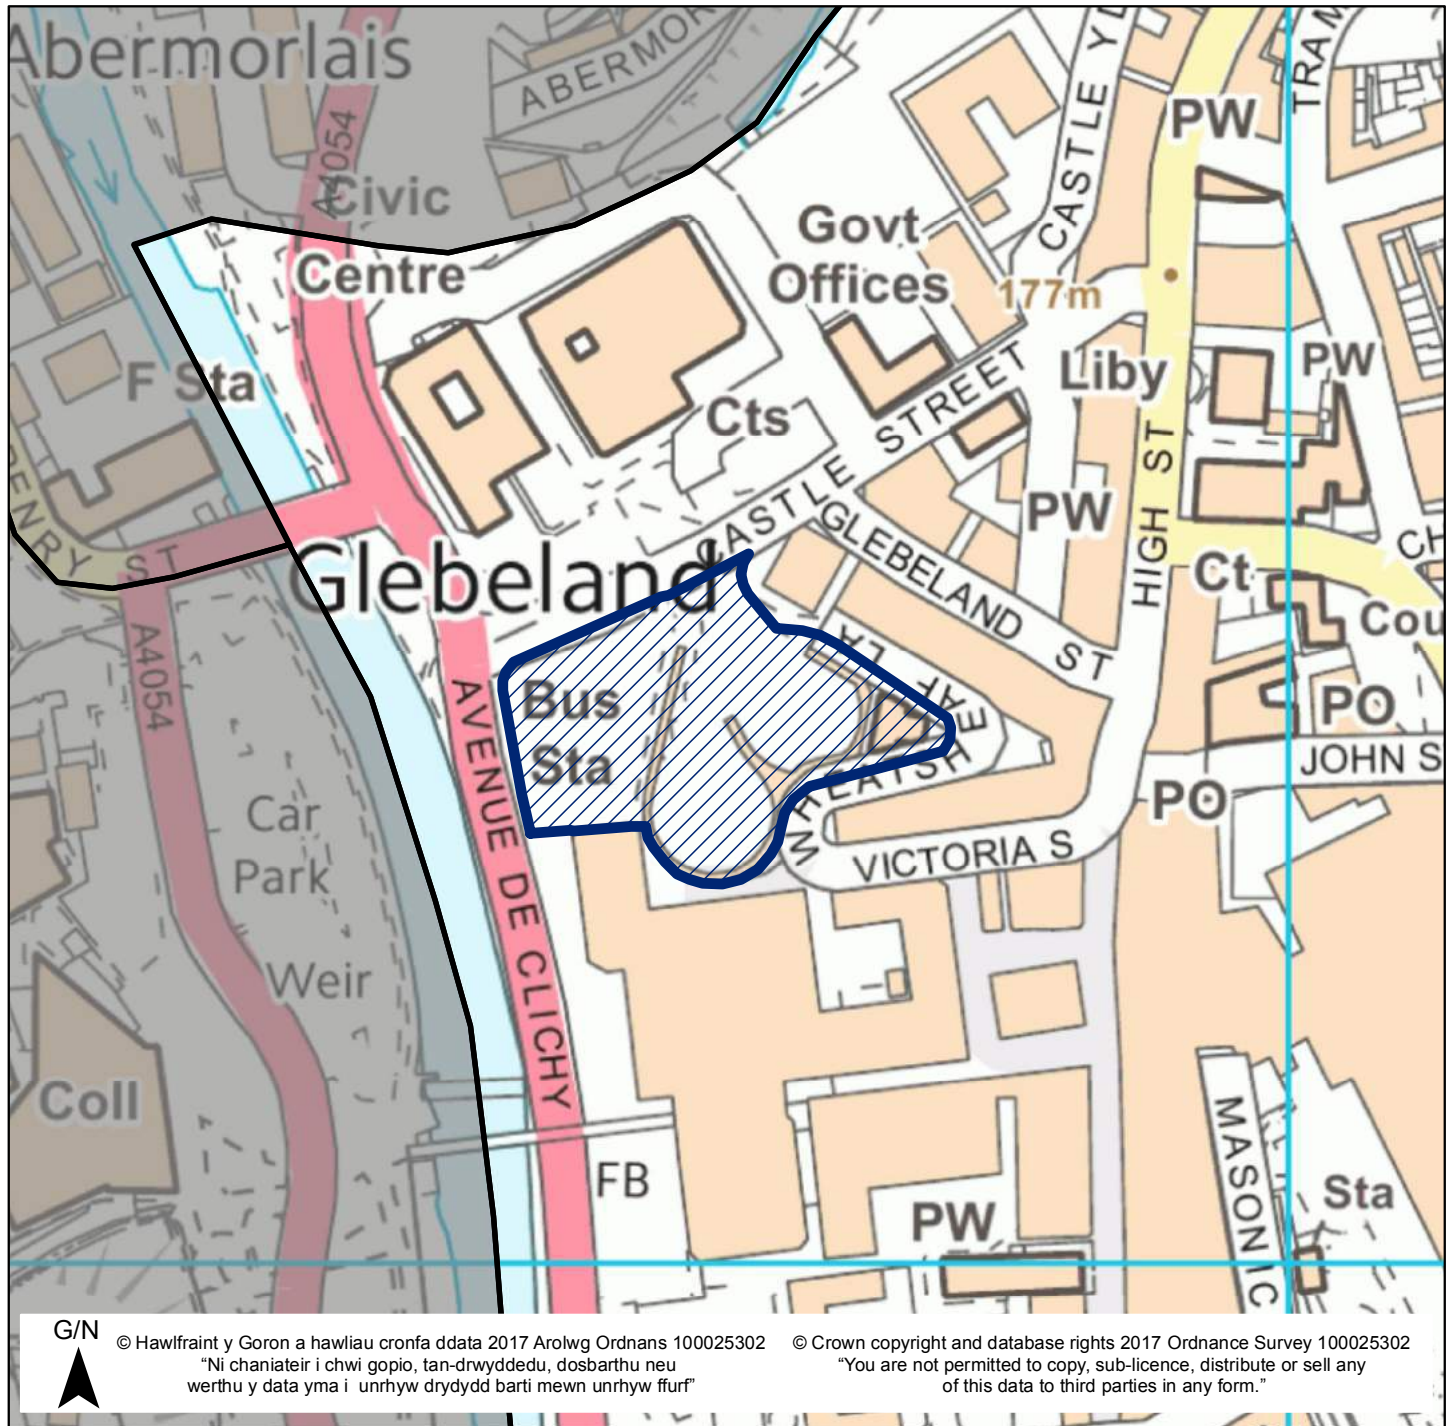 Abermorlais
ABERMOR
A4054
Civic
Centre
CASTLE YD
PW
TRAM
Govt
Offices
177m
F Sta
Cts
CASTLE STREET
Liby
PW
PW
HIGH ST
GLEBELAND ST
Ct
Cou
CH
PENRY ST
Glebeland
A4054
AVENUE DE CLICHY
Bus
Sta
WHEATSHEAF LA
PO
JOHN S
PO
VICTORIA S
Car
Park
Weir
Coll
FB
PW
MASONIC
Sta
G/N
© Hawlfraint y Goron a hawliau cronfa ddata 2017 Arolwg Ordnans 100025302
“Ni chaniateir i chwi gopio, tan-drwyddedu, dosbarthu neu
werthu y data yma i unrhyw drydydd barti mewn unrhyw ffurf”
© Crown copyright and database rights 2017 Ordnance Survey 100025302
“You are not permitted to copy, sub-licence, distribute or sell any
of this data to third parties in any form.”